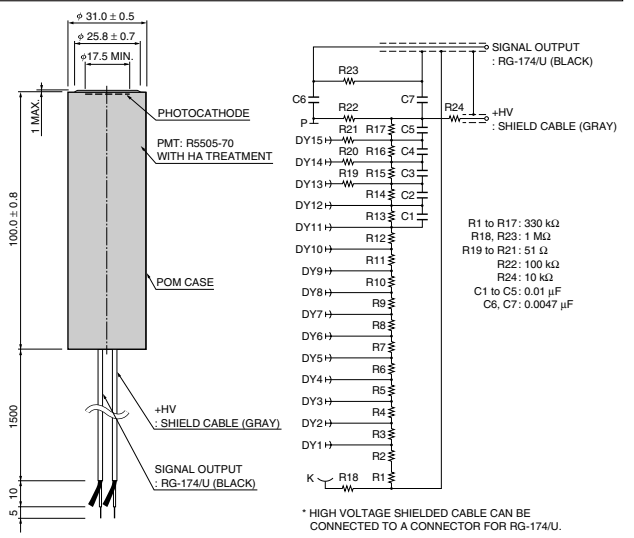 ϕ 31.0 ± 0.5
ϕ 25.8 ± 0.7
ϕ17.5 MIN.
1 MAX.
PHOTOCATHODE
PMT: R5505-70
WITH HA TREATMENT
100.0 ± 0.8
POM CASE
1500
+HV
: SHIELD CABLE (GRAY)
SIGNAL OUTPUT
: RG-174/U (BLACK)
10
5
SIGNAL OUTPUT
: RG-174/U (BLACK)
R23
C6
C7
R22
R24
+HV
: SHIELD CABLE (GRAY)
P
R17
C5
DY15
R21
R16
C4
DY14
R20
R15
C3
DY13
R19
R14
C2
DY12
R13
C1
DY11
R12
DY10
R11
DY9
R10
DY8
R9
DY7
R8
DY6
R7
DY5
R6
DY4
R5
DY3
R4
DY2
R3
DY1
R2
K
R18
R1
R1 to R17: 330 kΩ
R18, R23: 1 MΩ
R19 to R21: 51 Ω
R22: 100 kΩ
R24: 10 kΩ
C1 to C5: 0.01 µF
C6, C7: 0.0047 µF
* HIGH VOLTAGE SHIELDED CABLE CAN BE
CONNECTED TO A CONNECTOR FOR RG-174/U.